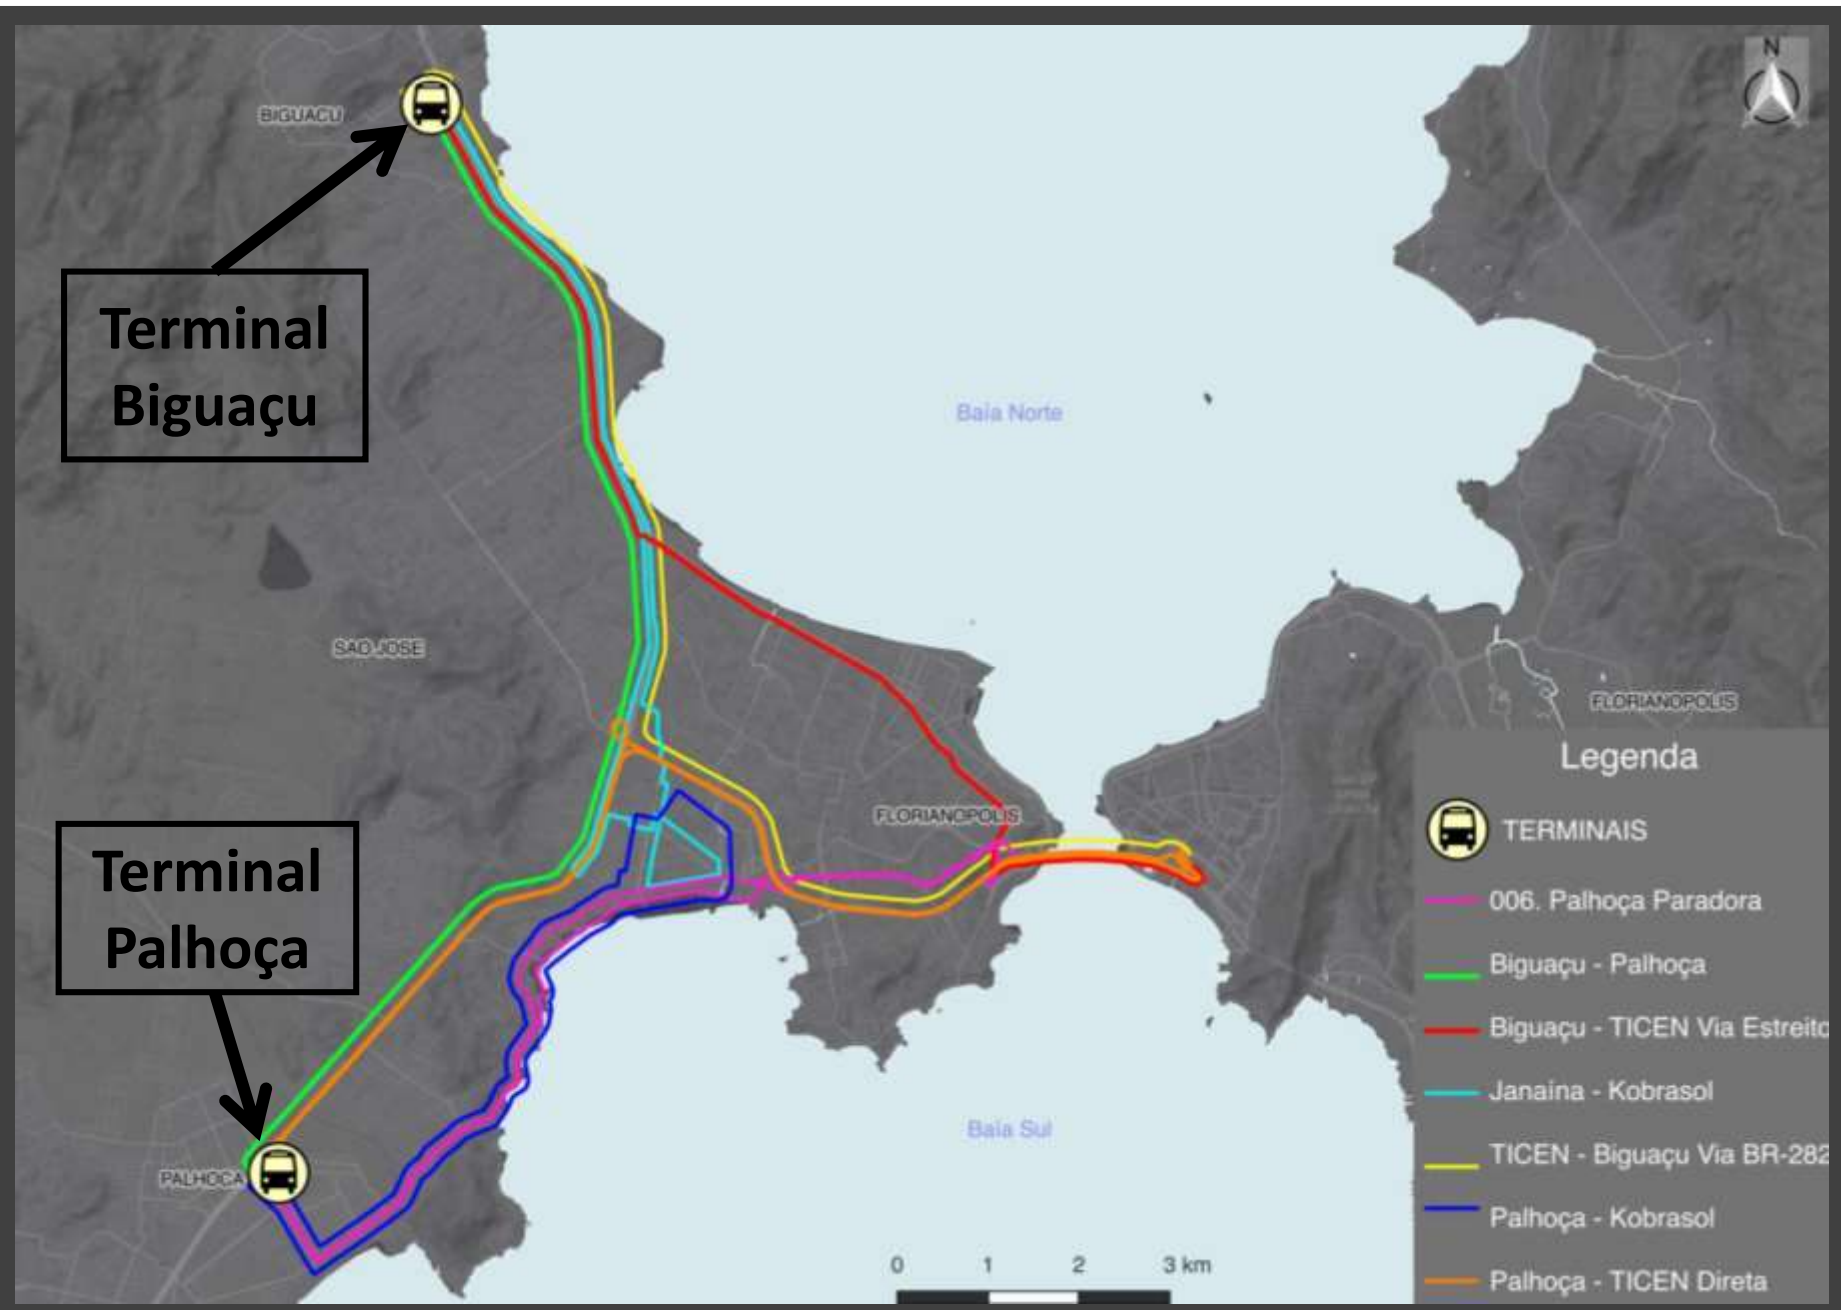 N
BIGUAÇU
Terminal
Biguaçu
Baia Norte
SAO JOSE
FLORIANOPOLIS
FLORIANOPOLIS
Terminal
Palhoça
PALHOCA
Baia Sul
0 1 2 3 km
Legenda
TERMINAIS
006. Palhoça Paradora
Biguaçu - Palhoça
Biguaçu - TICEN Via Estreito
Janaina - Kobrasol
TICEN - Biguaçu Via BR-282
Palhoça - Kobrasol
Palhoça - TICEN Direta